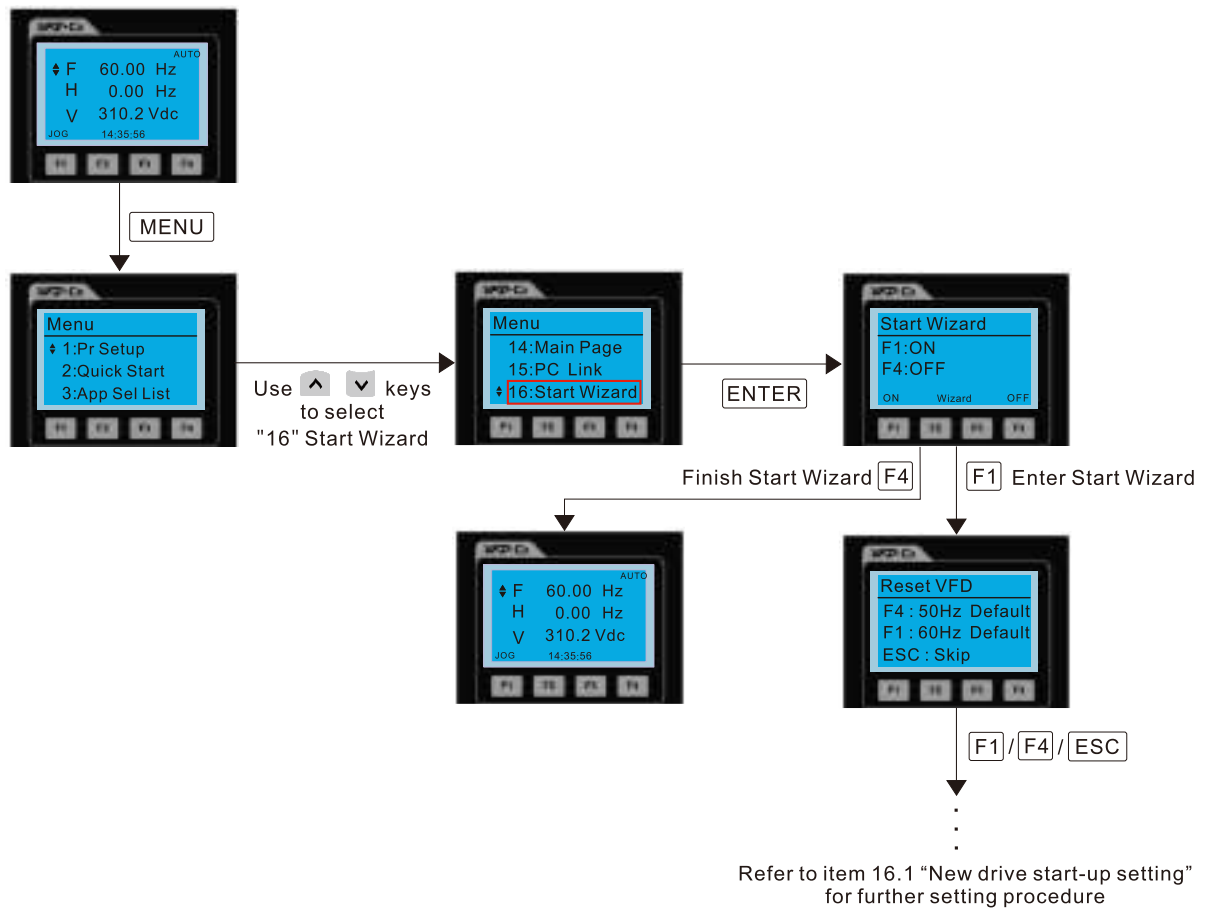 AUTO
F 60.00 Hz
H 0.00 Hz
V 310.2 Vdc
JOG 14:35:56
MENU
Menu
1:Pr Setup
2:Quick Start
3:App Sel List
Use keys
to select
"16" Start Wizard
Menu
14:Main Page
15:PC Link
16:Start Wizard
ENTER
Start Wizard
F1:ON
F4:OFF
ON Wizard OFF
Finish Start Wizard F4
F1 Enter Start Wizard
AUTO
F 60.00 Hz
H 0.00 Hz
V 310.2 Vdc
JOG 14:35:56
Reset VFD
F4 : 50Hz Default
F1 : 60Hz Default
ESC : Skip
F1 / F4 / ESC
Refer to item 16.1 “New drive start-up setting”
for further setting procedure